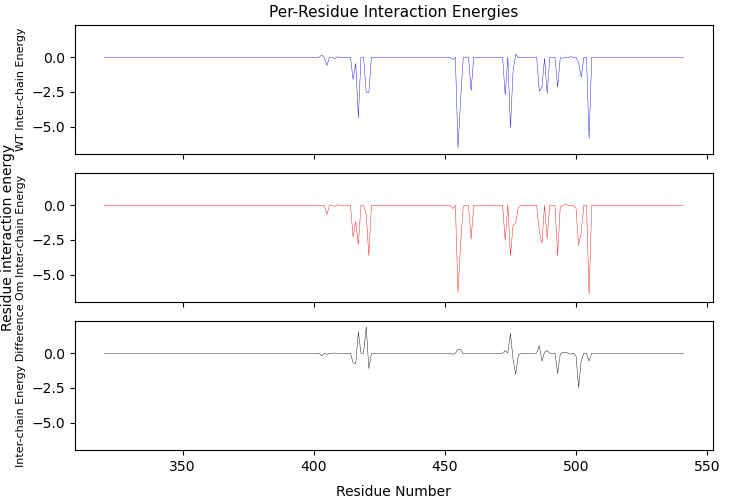 Per-Residue Interaction Energies
WT Inter-chain Energy
0.0
−2.5
−5.0
Residue interaction energy
Om Inter-chain Energy
0.0
−2.5
−5.0
Inter-chain Energy Difference
0.0
−2.5
−5.0
350 400 450 500 550
Residue Number